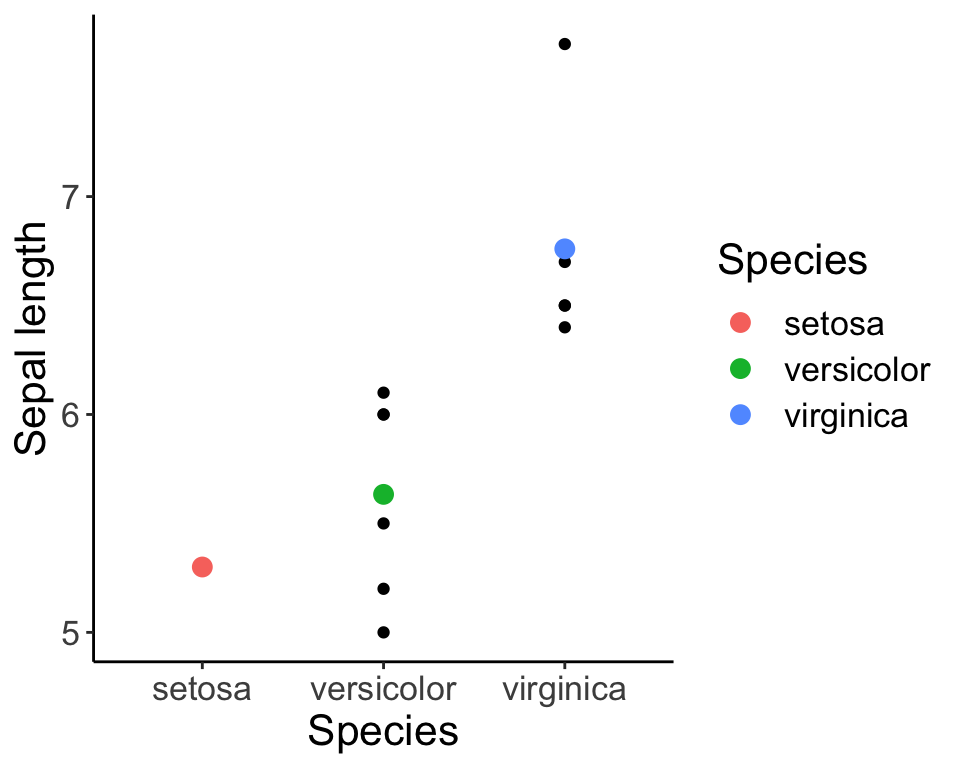 Sepal length
7
6
5
setosa versicolor virginica
Species
Species
setosa
versicolor
virginica